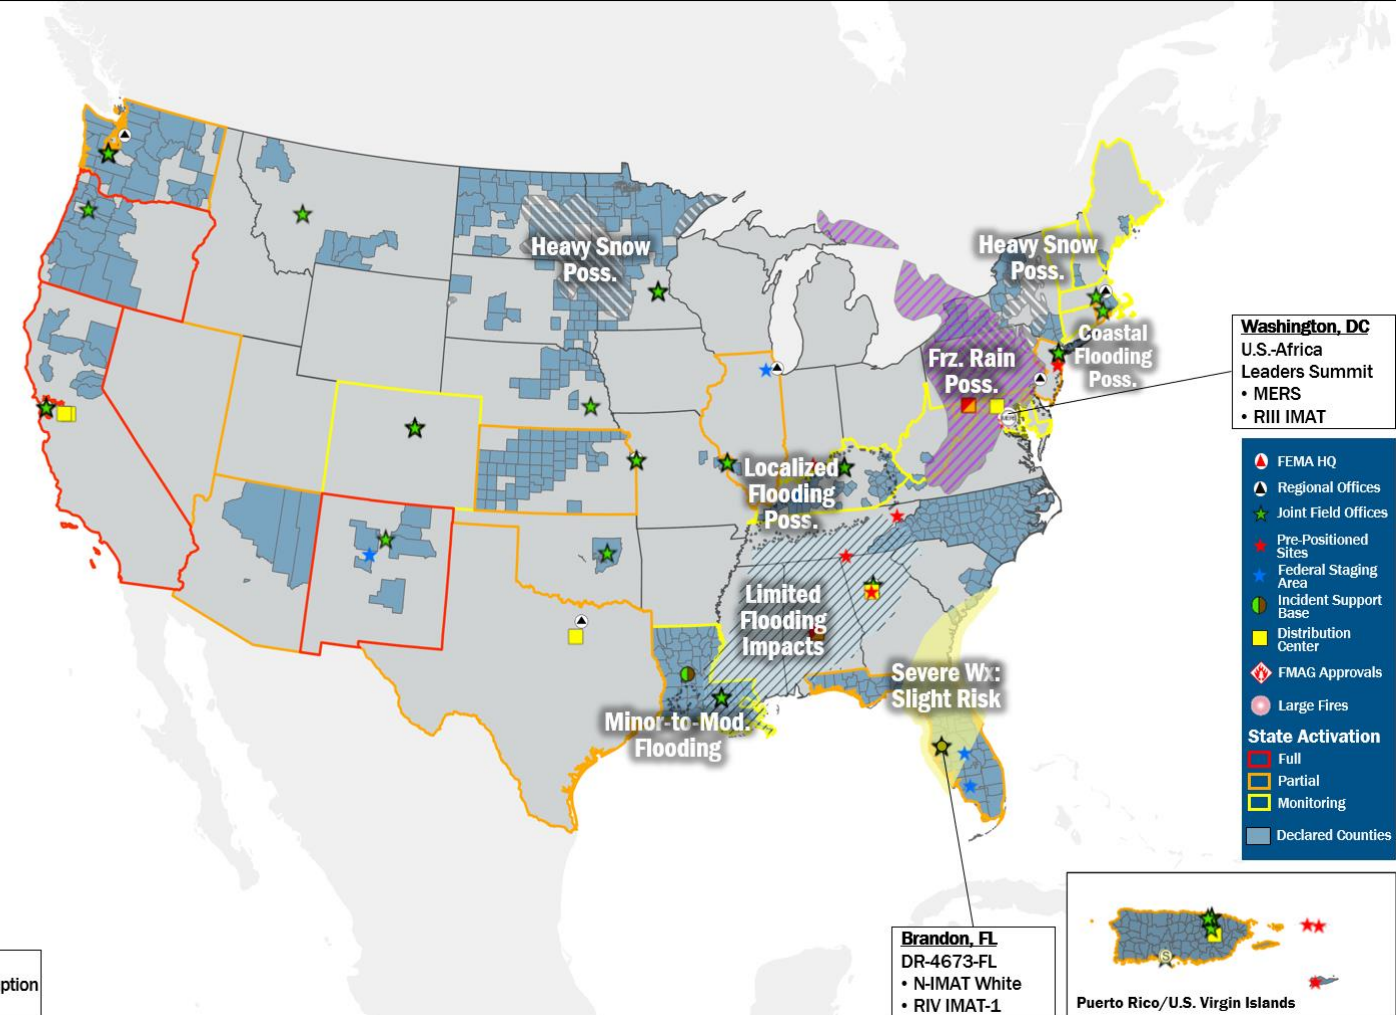 Heavy Snow
Poss.
Heavy Snow
Poss.
Coastal
Flooding
Poss.
Frz. Rain
Poss.
MERS
Localized
Flooding
Poss.
Limited
Flooding
Impacts
Severe Wx:
Slight Risk
Minor-to-Mod.
Flooding
Washington, DC
U.S.-Africa
Leaders Summit
• MERS
• RIII IMAT
FEMA HQ
Regional Offices
Joint Field Offices
Pre-Positioned
Sites
Federal Staging
Area
Incident Support
Base
Distribution
Center
FMAG Approvals
Large Fires
State Activation
Full
Partial
Monitoring
Declared Counties
Brandon, FL
DR-4673-FL
• N-IMAT White
• RIV IMAT-1
S
Puerto Rico/U.S. Virgin Islands
ption